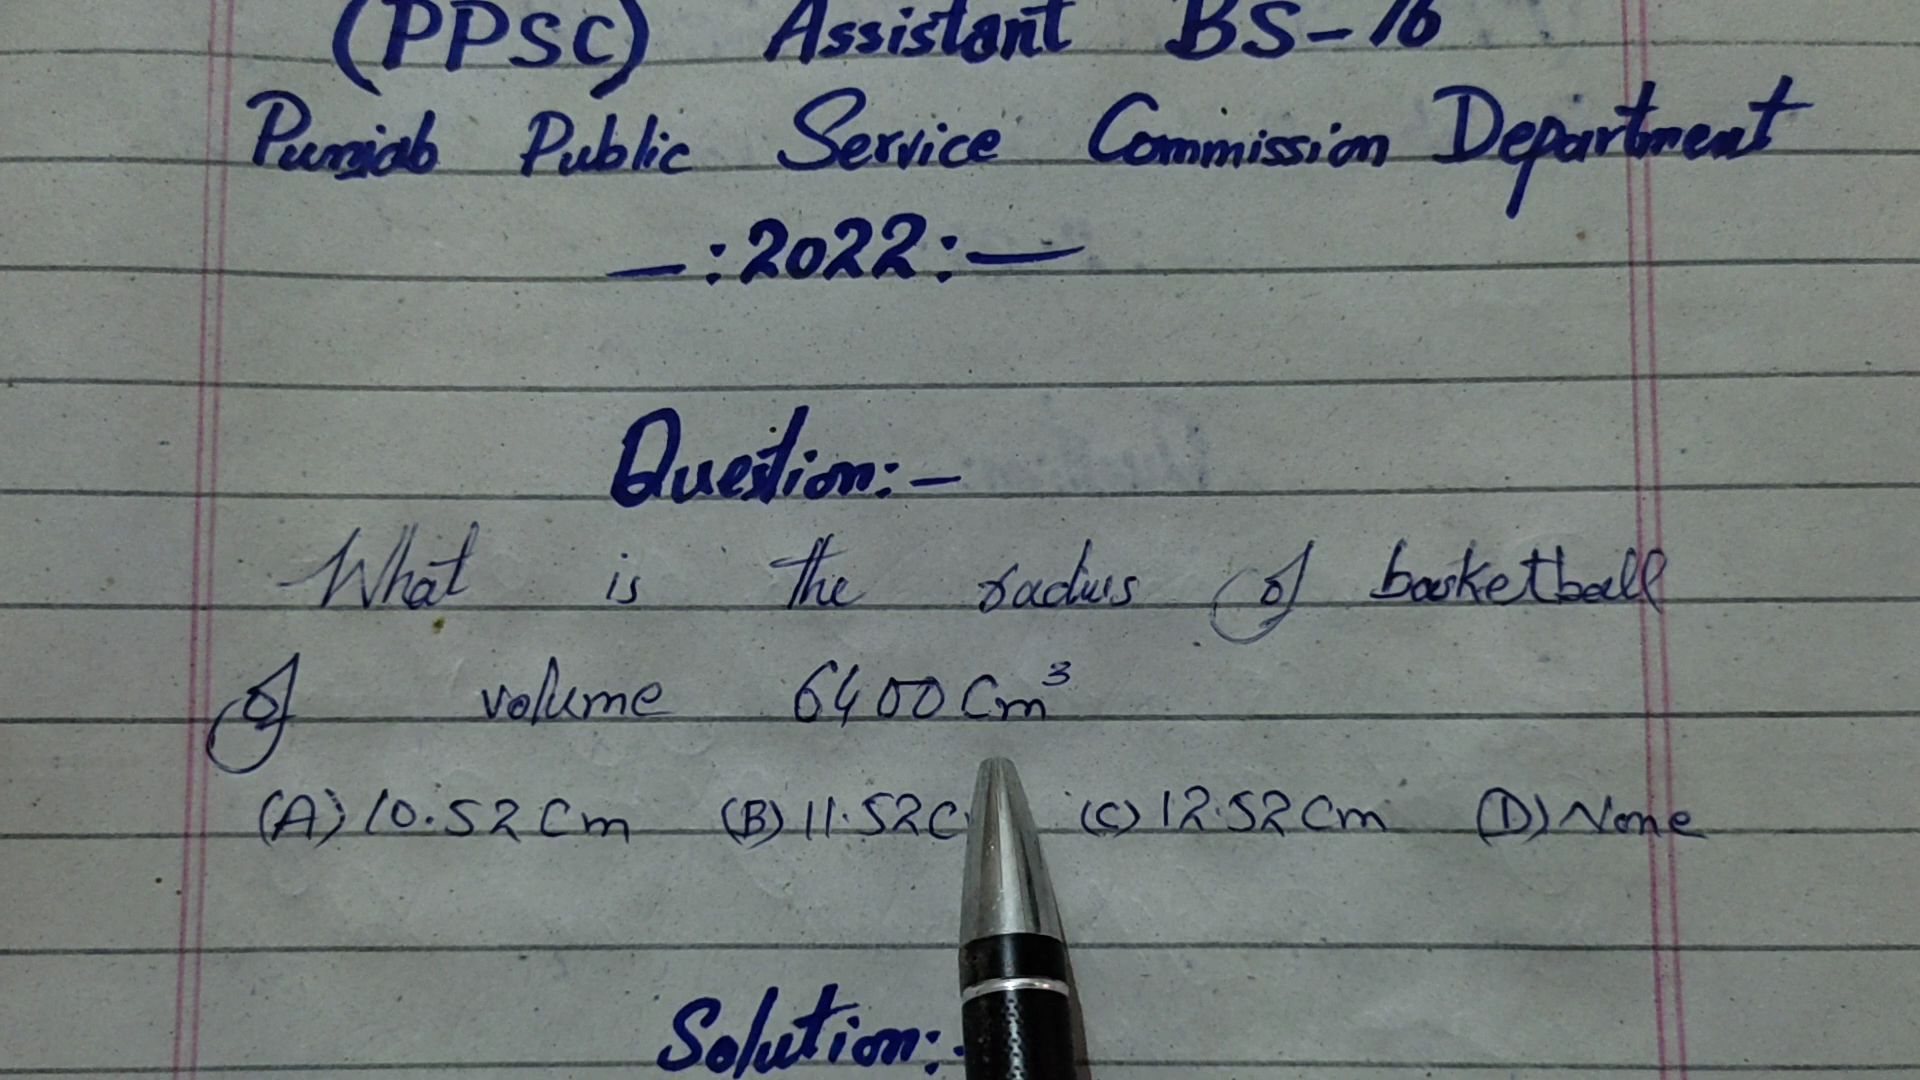 (PPSC) Assistant BS-16
Punjab Public Service Commission Department
—:2022:—
Question:-
What is the radius of basketball
of volume 6400 Cm³
(A) 10.52 Cm (B) 11.52 C (C) 12.52 Cm (D) None
Solution:-